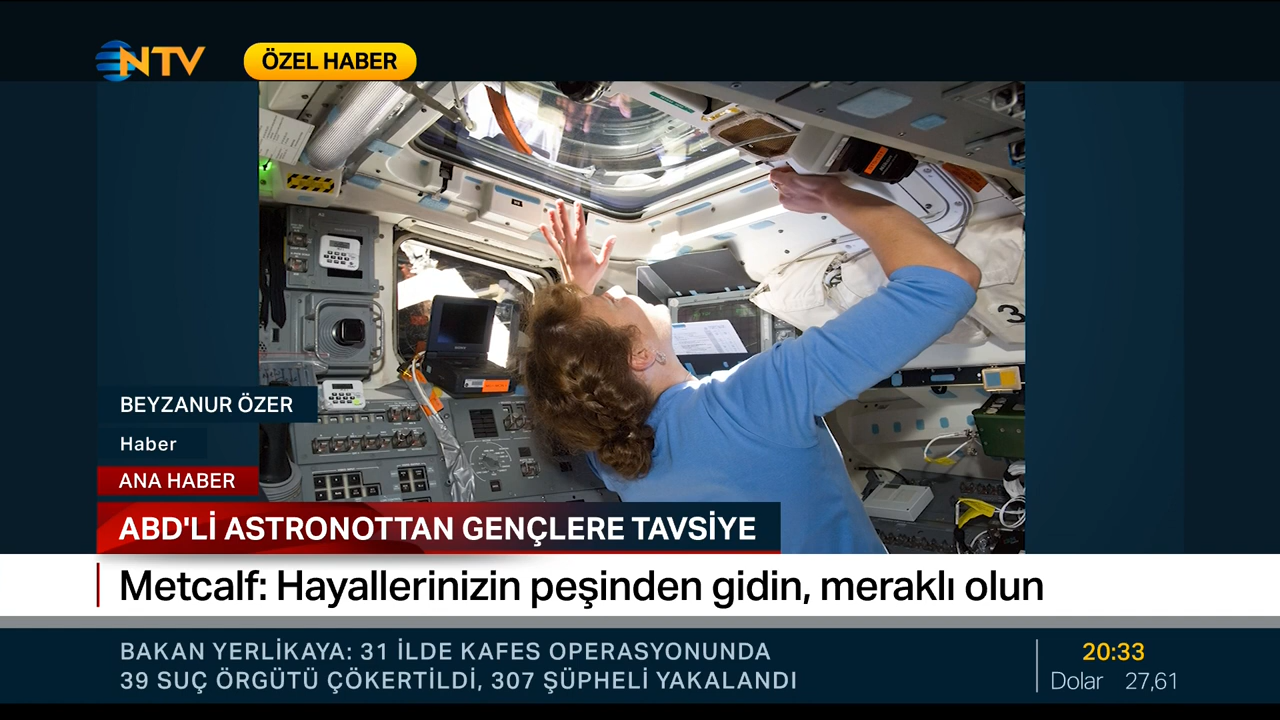 NTV
ÖZEL HABER
3
BEYZANUR ÖZER
Haber
ANA HABER
ABD'Lİ ASTRONOTTAN GENÇLERE TAVSİYE
Metcalf: Hayallerinizin peşinden gidin, meraklı olun
BAKAN YERLİKAYA: 31 İLDE KAFES OPERASYONUNDA
39 SUÇ ÖRGÜTÜ ÇÖKERTİLDİ, 307 ŞÜPHELİ YAKALANDI
20:33
Dolar 27,61